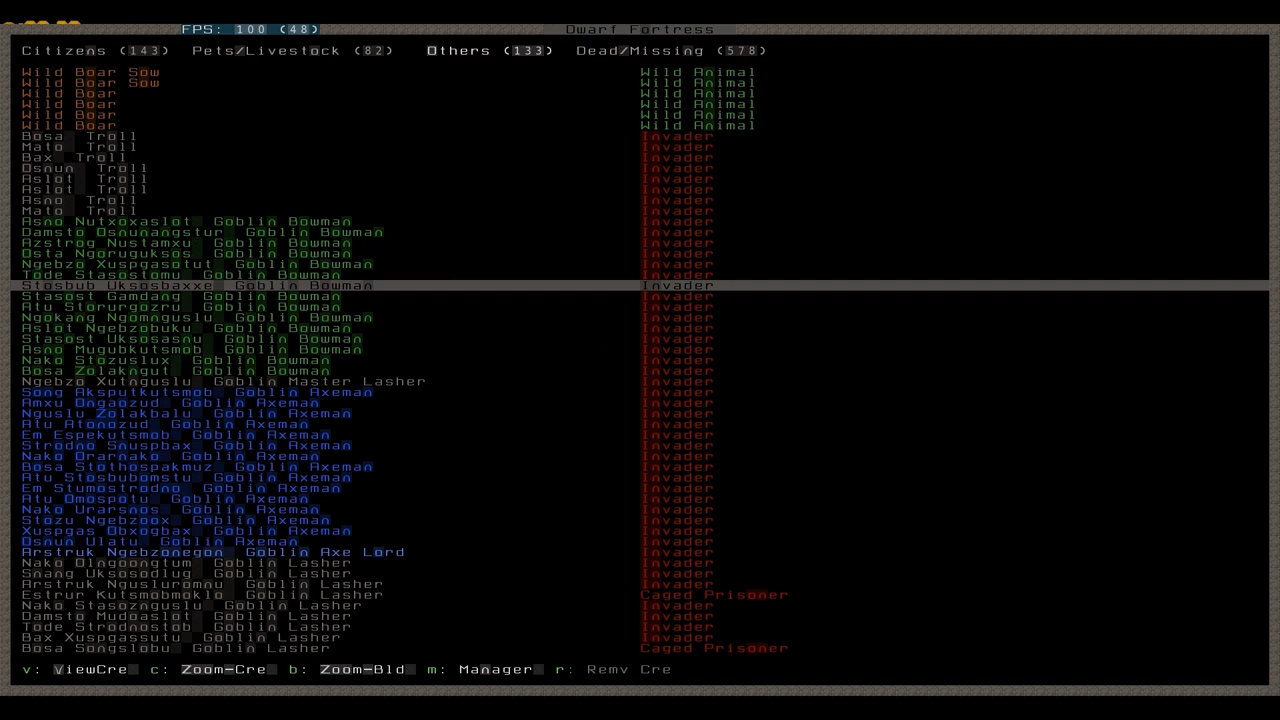 FPS: 100 (48)
Dwarf Fortress
Citizens (143) Pets/Livestock (82) Others (133) Dead/Missing (578)
Wild Boar Sow Wild Animal
Wild Boar Sow Wild Animal
Wild Boar Wild Animal
Wild Boar Wild Animal
Wild Boar Wild Animal
Wild Boar Wild Animal
Bosa Troll Invader
Mato Troll Invader
Bax Troll Invader
Osnun Troll Invader
Aslot Troll Invader
Aslot Troll Invader
Asno Troll Invader
Mato Troll Invader
Asno Nutxoxaslot Goblin Bowman Invader
Damsto Osnunangstur Goblin Bowman Invader
Azstrog Nustamxu Goblin Bowman Invader
Osta Ngoruguksos Goblin Bowman Invader
Ngebzo Xuspgasotut Goblin Bowman Invader
Tode Stasostomu Goblin Bowman Invader
Stosbub Uksosbaxxe Goblin Bowman Invader
Stasost Gamdang Goblin Bowman Invader
Atu Storurgozru Goblin Bowman Invader
Ngokang Ngomnguslu Goblin Bowman Invader
Aslot Ngebzobuku Goblin Bowman Invader
Stasost Uksosasnu Goblin Bowman Invader
Asno Mugubkutsmob Goblin Bowman Invader
Nako Stozuslux Goblin Bowman Invader
Bosa Zolakngut Goblin Bowman Invader
Ngebzo Xutnguslu Goblin Master Lasher Invader
Song Aksputkutsmob Goblin Axeman Invader
Amxu Ongaozud Goblin Axeman Invader
Nguslu Zolakbalu Goblin Axeman Invader
Atu Atonozud Goblin Axeman Invader
Em Espekutsmob Goblin Axeman Invader
Strodno Snuspbax Goblin Axeman Invader
Nako Orarnako Goblin Axeman Invader
Bosa Stothospakmuz Goblin Axeman Invader
Atu Stosbubomstu Goblin Axeman Invader
Em Stumostrodno Goblin Axeman Invader
Atu Omospotu Goblin Axeman Invader
Nako Urarsnos Goblin Axeman Invader
Stozu Ngebzoox Goblin Axeman Invader
Xuspgas Obxogbax Goblin Axeman Invader
Osnun Ulatu Goblin Axeman Invader
Arstruk Ngebzonegon Goblin Axe Lord Invader
Nako Olngoongtum Goblin Lasher Invader
Snang Uksosodlug Goblin Lasher Invader
Arstruk Ngusluromnu Goblin Lasher Invader
Estrur Kutsmobmoklo Goblin Lasher Caged Prisoner
Nako Stasoznguslu Goblin Lasher Invader
Damsto Mudoaslot Goblin Lasher Invader
Tode Strodnostob Goblin Lasher Invader
Bax Xuspgassutu Goblin Lasher Invader
Bosa Songslobu Goblin Lasher Caged Prisoner
v: ViewCre c: Zoom-Cre b: Zoom-Bld m: Manager r: Remv Cre